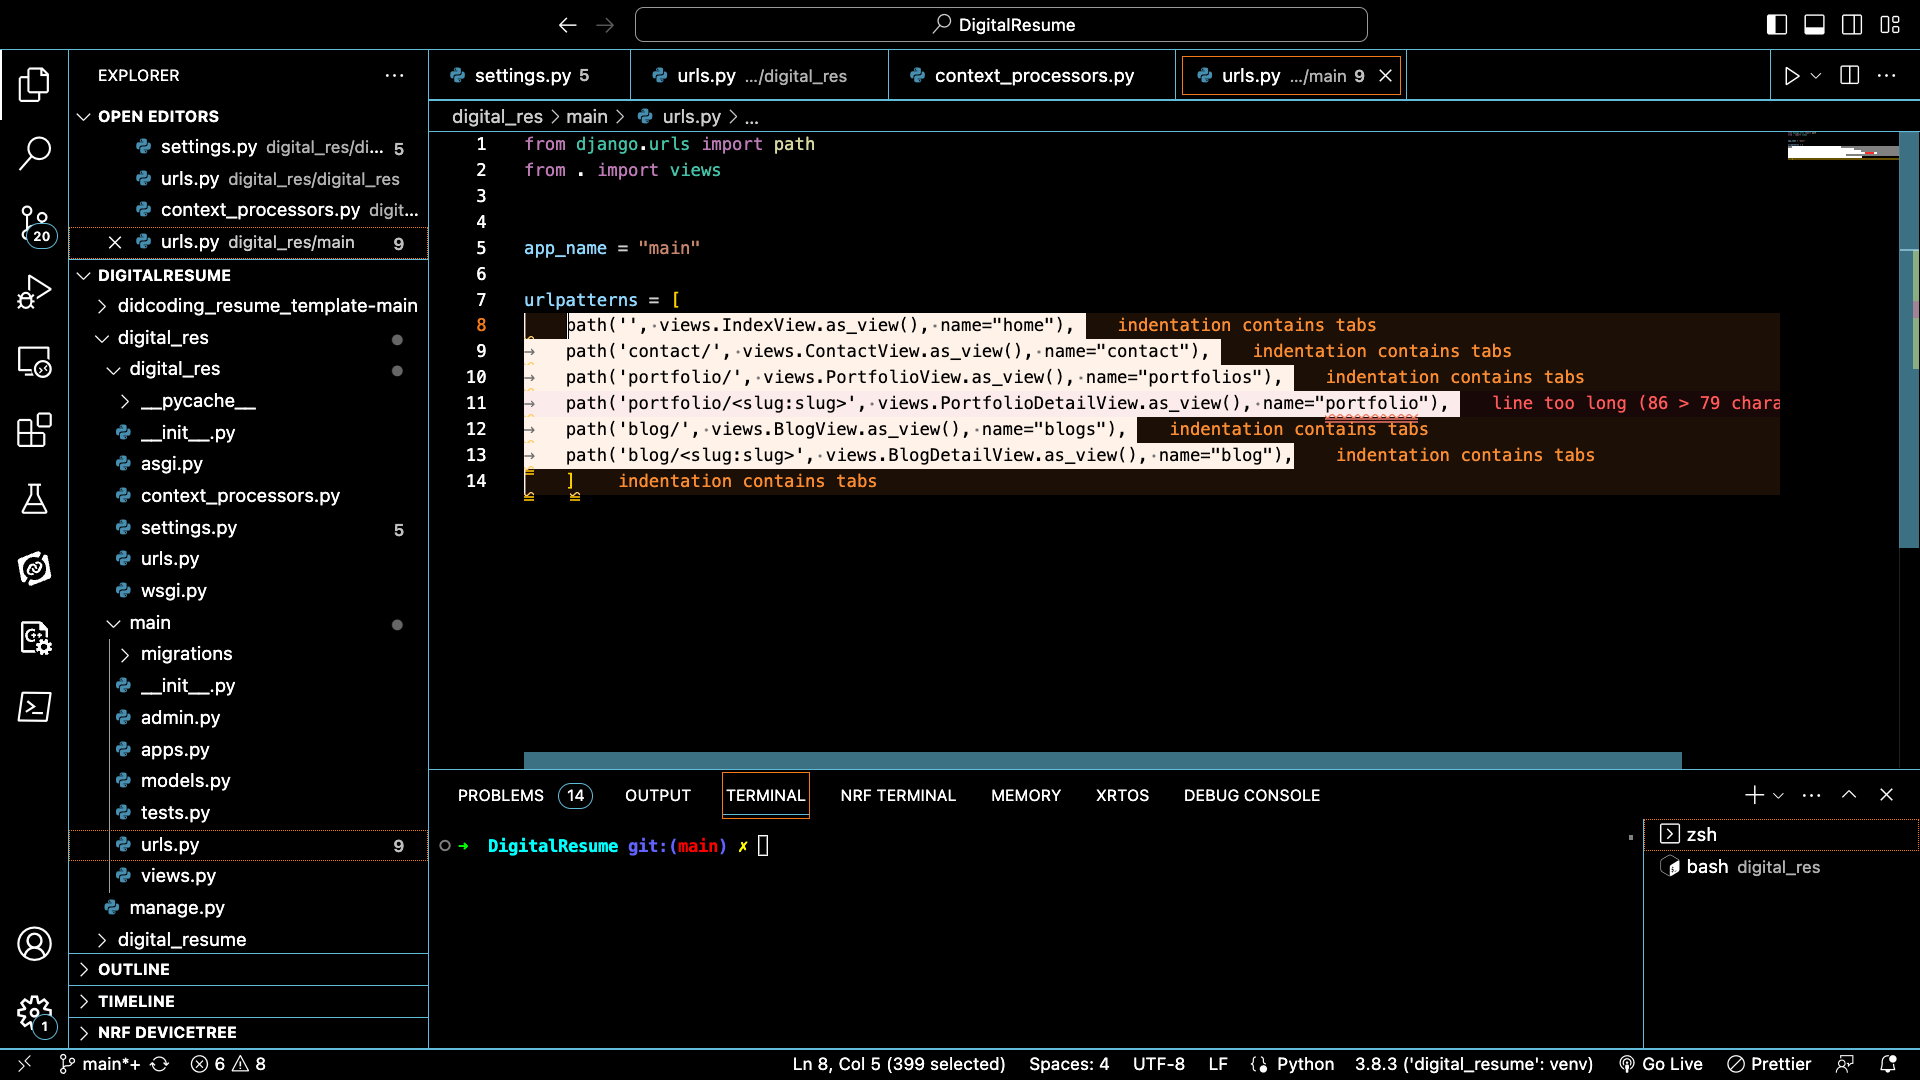 DigitalResume
EXPLORER
OPEN EDITORS
settings.py digital_res/di... 5
urls.py digital_res/digital_res
context_processors.py digit...
urls.py digital_res/main 9
DIGITALRESUME
didcoding_resume_template-main
digital_res
digital_res
__pycache__
__init__.py
asgi.py
context_processors.py
settings.py 5
urls.py
wsgi.py
main
migrations
__init__.py
admin.py
apps.py
models.py
tests.py
urls.py 9
views.py
manage.py
digital_resume
OUTLINE
TIMELINE
NRF DEVICETREE
20
1
settings.py 5
urls.py .../digital_res
context_processors.py
urls.py .../main 9
digital_res > main > urls.py > ...
1 from django.urls import path
2 from . import views
3
4
5 app_name = "main"
6
7 urlpatterns = [
8 path('', views.IndexView.as_view(), name="home"), indentation contains tabs
9 path('contact/', views.ContactView.as_view(), name="contact"), indentation contains tabs
10 path('portfolio/', views.PortfolioView.as_view(), name="portfolios"), indentation contains tabs
11 path('portfolio/<slug:slug>', views.PortfolioDetailView.as_view(), name="portfolio"), line too long (86 > 79 chara
12 path('blog/', views.BlogView.as_view(), name="blogs"), indentation contains tabs
13 path('blog/<slug:slug>', views.BlogDetailView.as_view(), name="blog"), indentation contains tabs
14 ] indentation contains tabs
PROBLEMS 14 OUTPUT TERMINAL NRF TERMINAL MEMORY XRTOS DEBUG CONSOLE
➜ DigitalResume git:(main) ✗
zsh
bash digital_res
main*+ 6 8 Ln 8, Col 5 (399 selected) Spaces: 4 UTF-8 LF Python 3.8.3 ('digital_resume': venv) Go Live Prettier